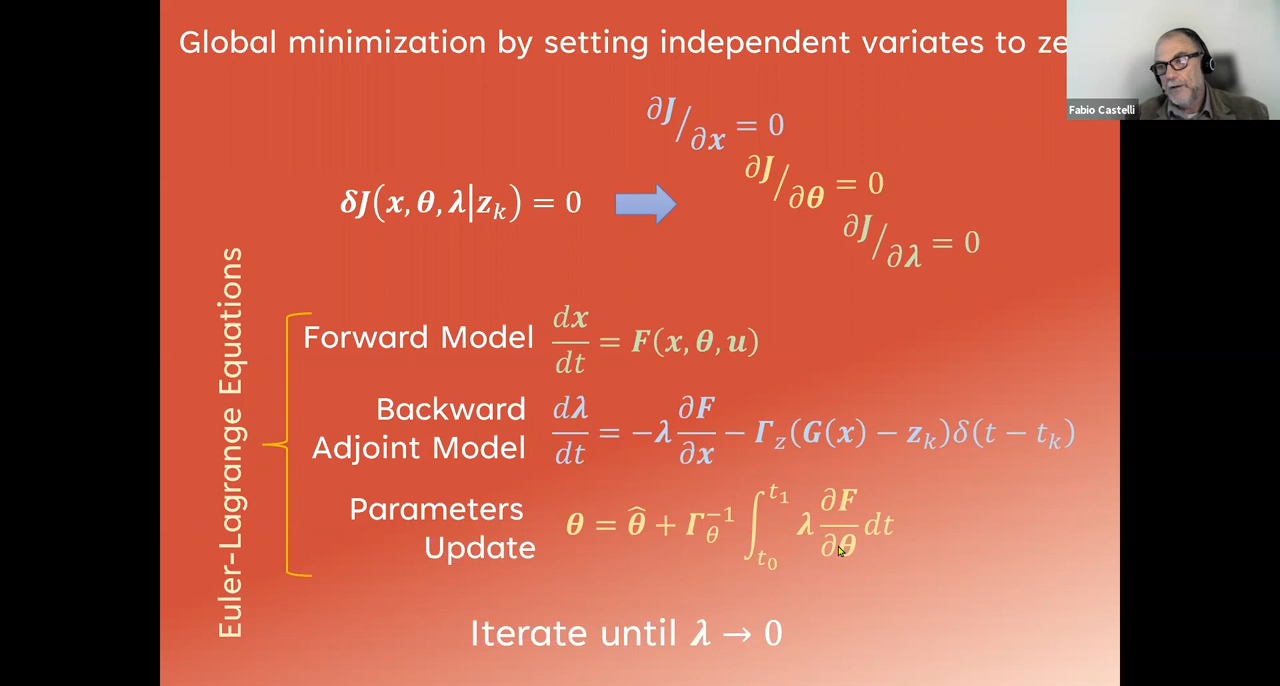 Global minimization by setting independent variates to
Fabio Castelli
∂J/∂x = 0
∂J/∂θ = 0
∂J/∂λ = 0
δJ(x, θ, λ|z_k) = 0
Euler-Lagrange Equations
Forward Model dx/dt = F(x, θ, u)
Backward
Adjoint Model dλ/dt = −λ ∂F/∂x − Γ_z(G(x) − z_k)δ(t − t_k)
Parameters
Update θ = θ̂ + Γ_θ^{−1} ∫_{t_0}^{t_1} λ ∂F/∂θ dt
Iterate until λ → 0